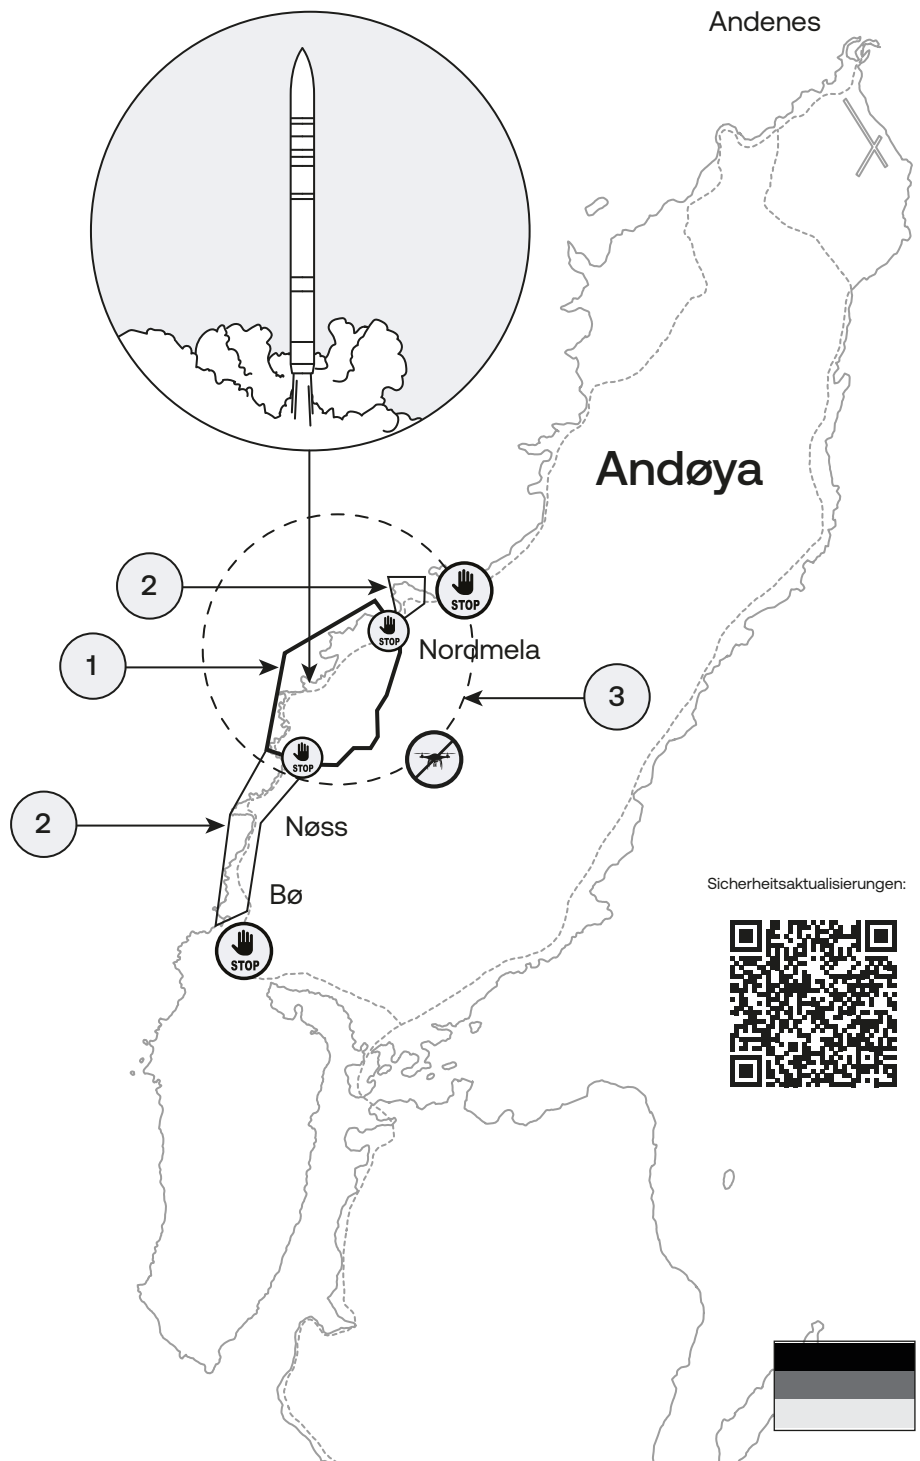 Andenes
Andøya
2
STOP
STOP
Nordmela
1
3
STOP
2
Nøss
Bø
Sicherheitsaktualisierungen:
STOP